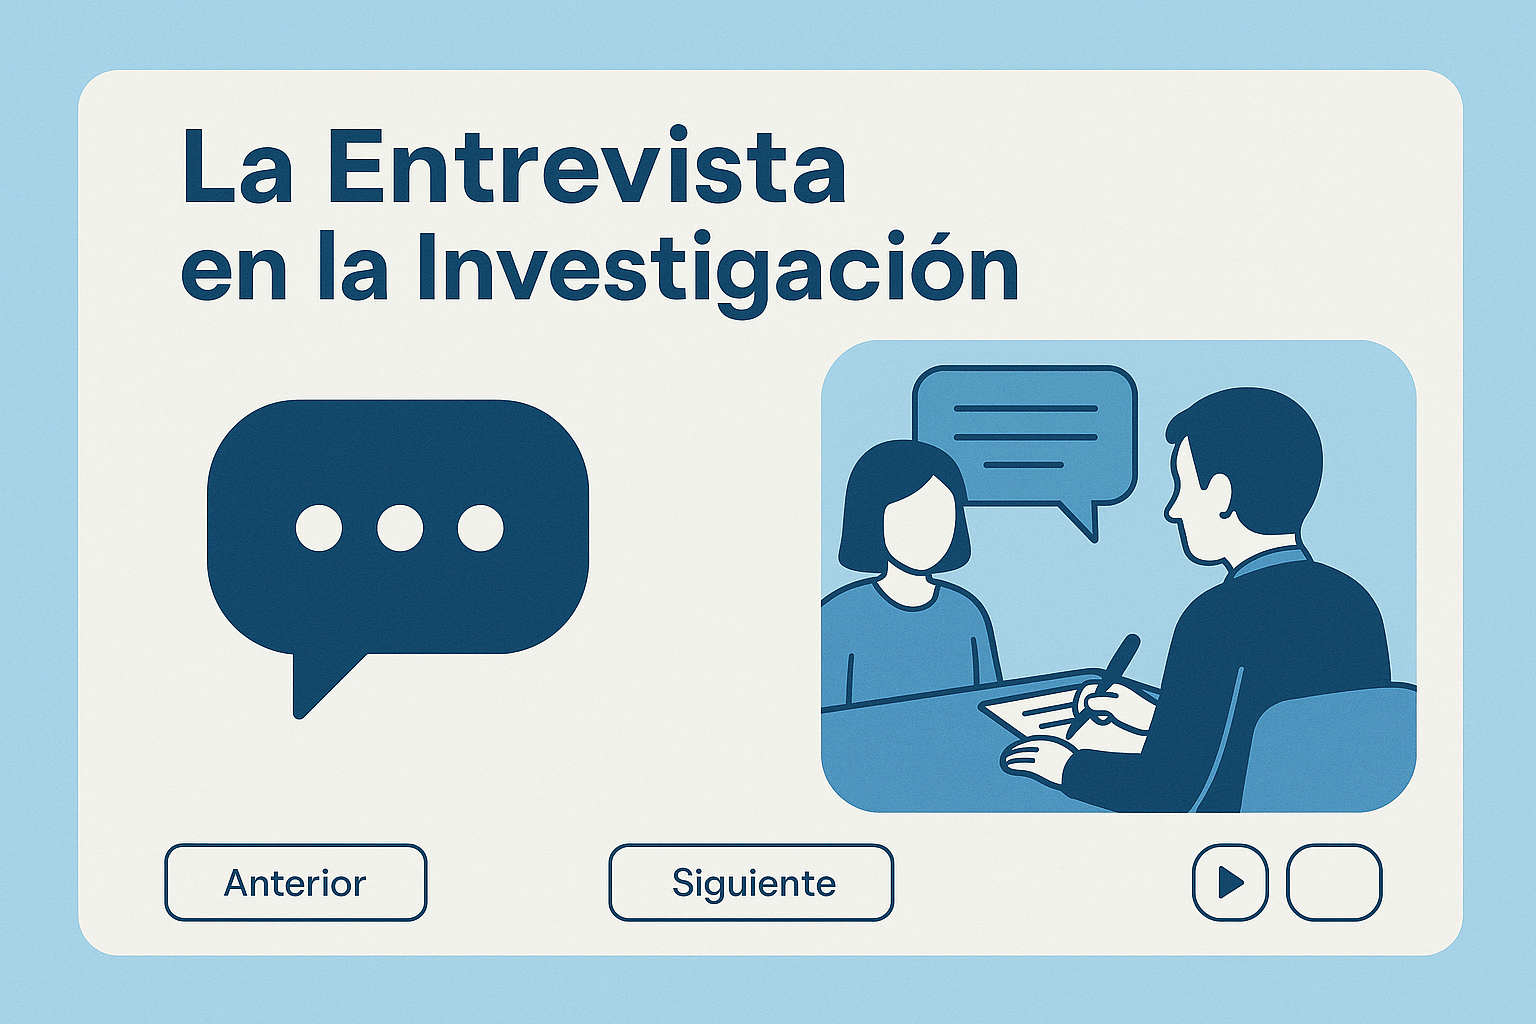 La Entrevista
en la Investigación
Anterior
Siguiente